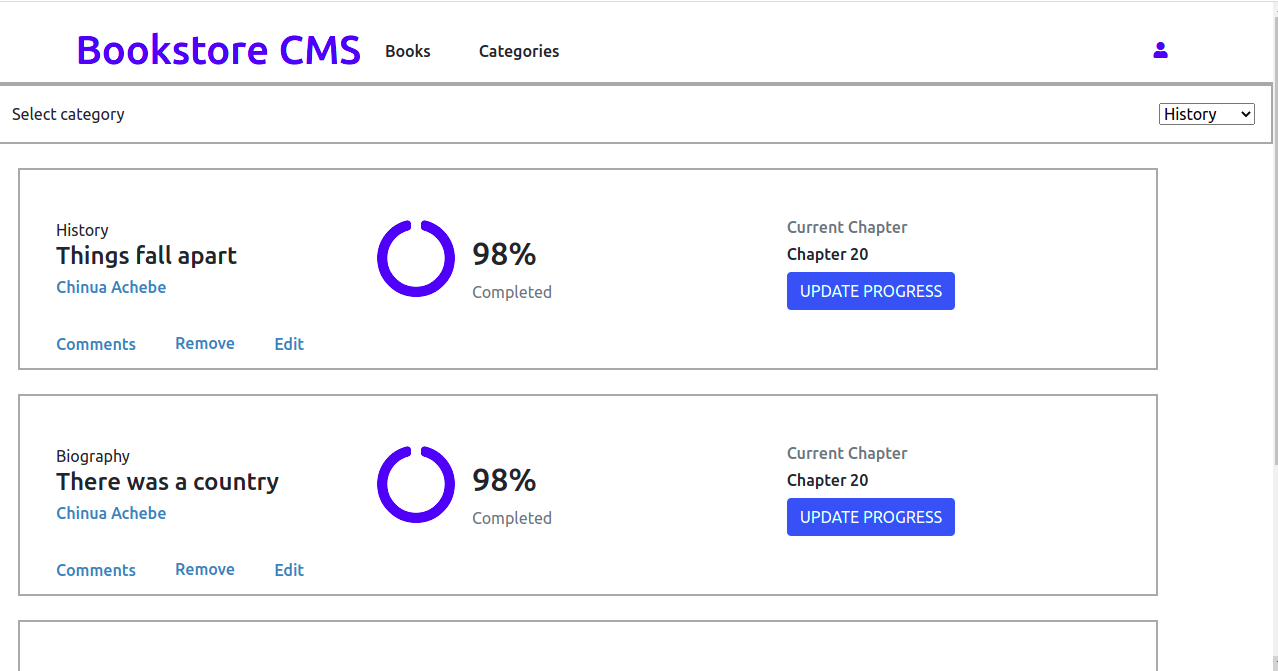 Bookstore CMS Books Categories
Select category History
History
Things fall apart
Chinua Achebe
98%
Completed
Current Chapter
Chapter 20
UPDATE PROGRESS
Comments Remove Edit
Biography
There was a country
Chinua Achebe
98%
Completed
Current Chapter
Chapter 20
UPDATE PROGRESS
Comments Remove Edit